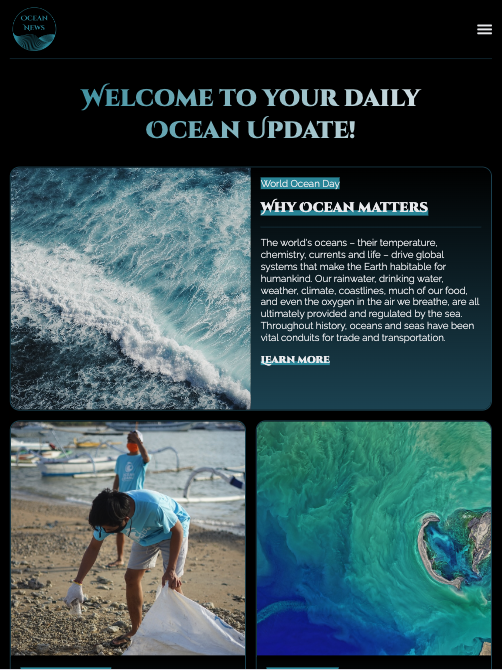 OCEAN
NEWS
Welcome to your daily
Ocean Update!
World Ocean Day
Why Ocean matters
The world's oceans – their temperature,
chemistry, currents and life – drive global
systems that make the Earth habitable for
humankind. Our rainwater, drinking water,
weather, climate, coastlines, much of our food,
and even the oxygen in the air we breathe, are all
ultimately provided and regulated by the sea.
Throughout history, oceans and seas have been
vital conduits for trade and transportation.
Learn more